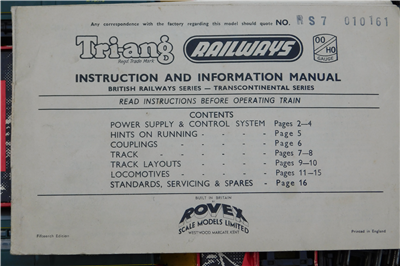 Any correspondence with the factory regarding this model should quote NO. RS7 010161
Tri-ang RAILWAYS OO/HO GAUGE
Regd. Trade Mark
INSTRUCTION AND INFORMATION MANUAL
BRITISH RAILWAYS SERIES — TRANSCONTINENTAL SERIES
READ INSTRUCTIONS BEFORE OPERATING TRAIN
CONTENTS
POWER SUPPLY & CONTROL SYSTEM Pages 2—4
HINTS ON RUNNING - - - - Page 5
COUPLINGS - - - - - Page 6
TRACK - - - - - - Pages 7—8
TRACK LAYOUTS - - - - Pages 9—10
LOCOMOTIVES - - - - - Pages 11—15
STANDARDS, SERVICING & SPARES - Page 16
BUILT IN BRITAIN
ROVEX
SCALE MODELS LIMITED
WESTWOOD MARGATE KENT
Fifteenth Edition
Printed in England